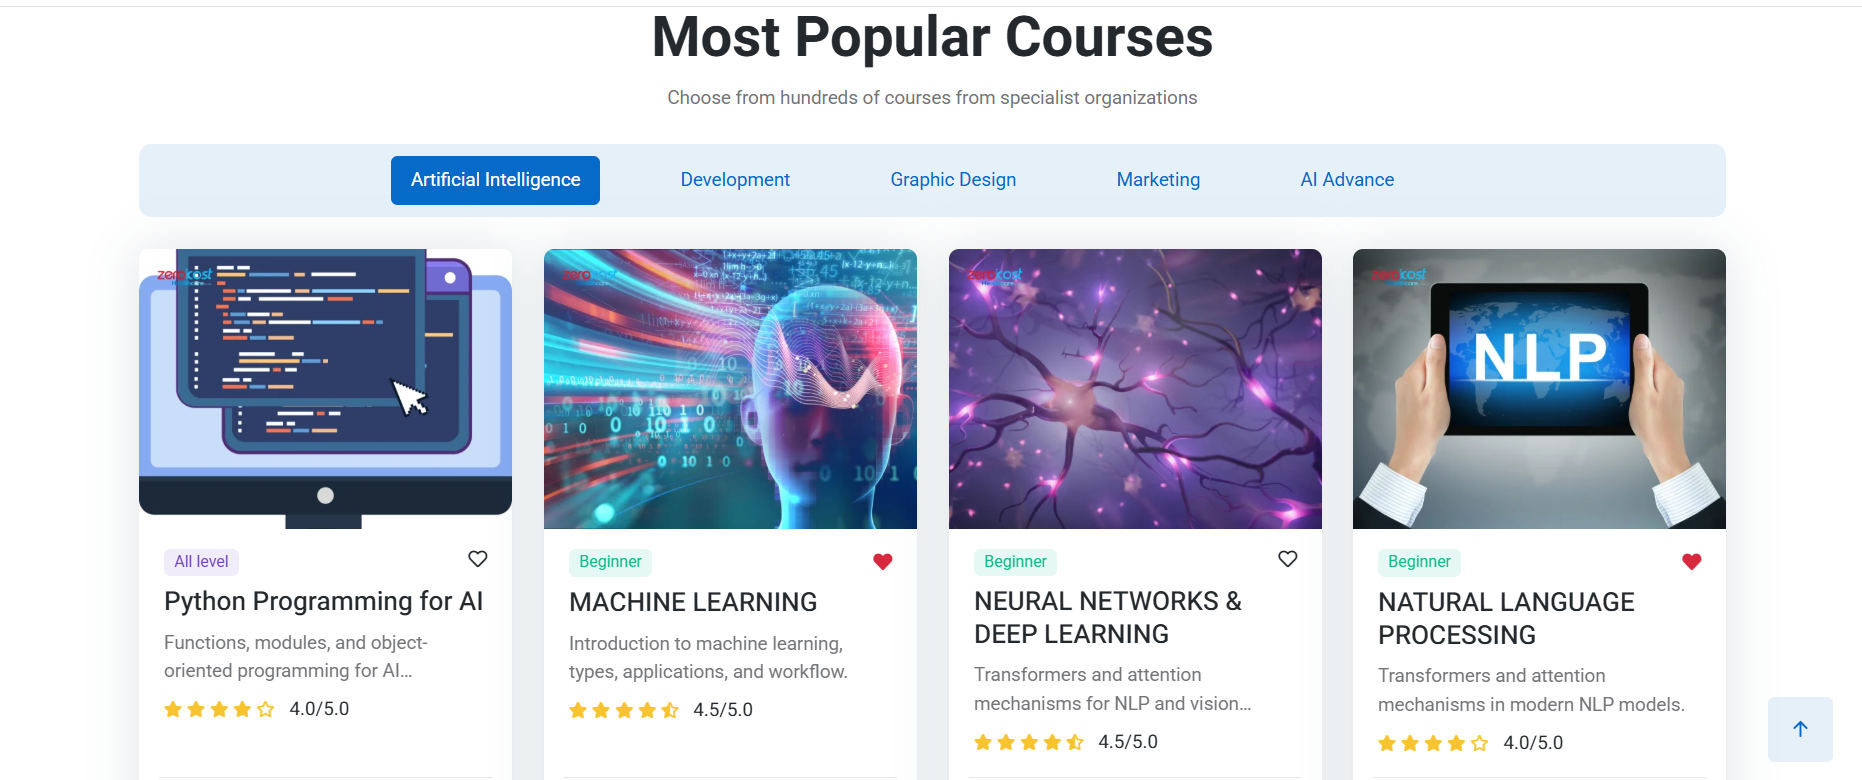 Most Popular Courses
Choose from hundreds of courses from specialist organizations
Artificial Intelligence
Development
Graphic Design
Marketing
AI Advance
zerokost
All level
Python Programming for AI
Functions, modules, and object-
oriented programming for AI...
4.0/5.0
zerokost
Beginner
MACHINE LEARNING
Introduction to machine learning,
types, applications, and workflow.
4.5/5.0
zerokost
Beginner
NEURAL NETWORKS &
DEEP LEARNING
Transformers and attention
mechanisms for NLP and vision...
4.5/5.0
zerokost
NLP
Beginner
NATURAL LANGUAGE
PROCESSING
Transformers and attention
mechanisms in modern NLP models.
4.0/5.0